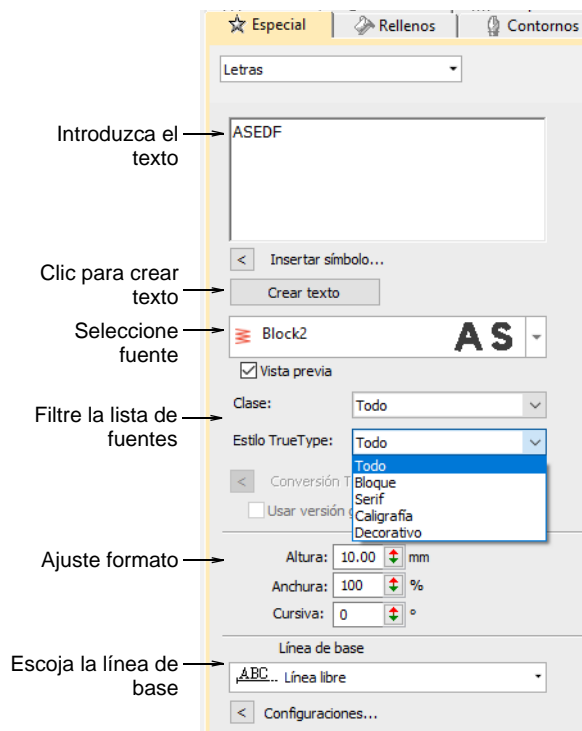 Especial Rellenos Contornos
Letras
Introduzca el
texto
ASEDF
< Insertar símbolo...
Clic para crear
texto
Crear texto
Seleccione
fuente
Block2 AS
Vista previa
Filtre la lista de
fuentes
Clase: Todo
Estilo TrueType: Todo
Todo
Bloque
Serif
Caligrafía
Decorativo
< Conversión
Usar versión
Ajuste formato
Altura: 10.00 mm
Anchura: 100 %
Cursiva: 0 °
Línea de base
Escoja la línea de
base
ABC... Línea libre
< Configuraciones...